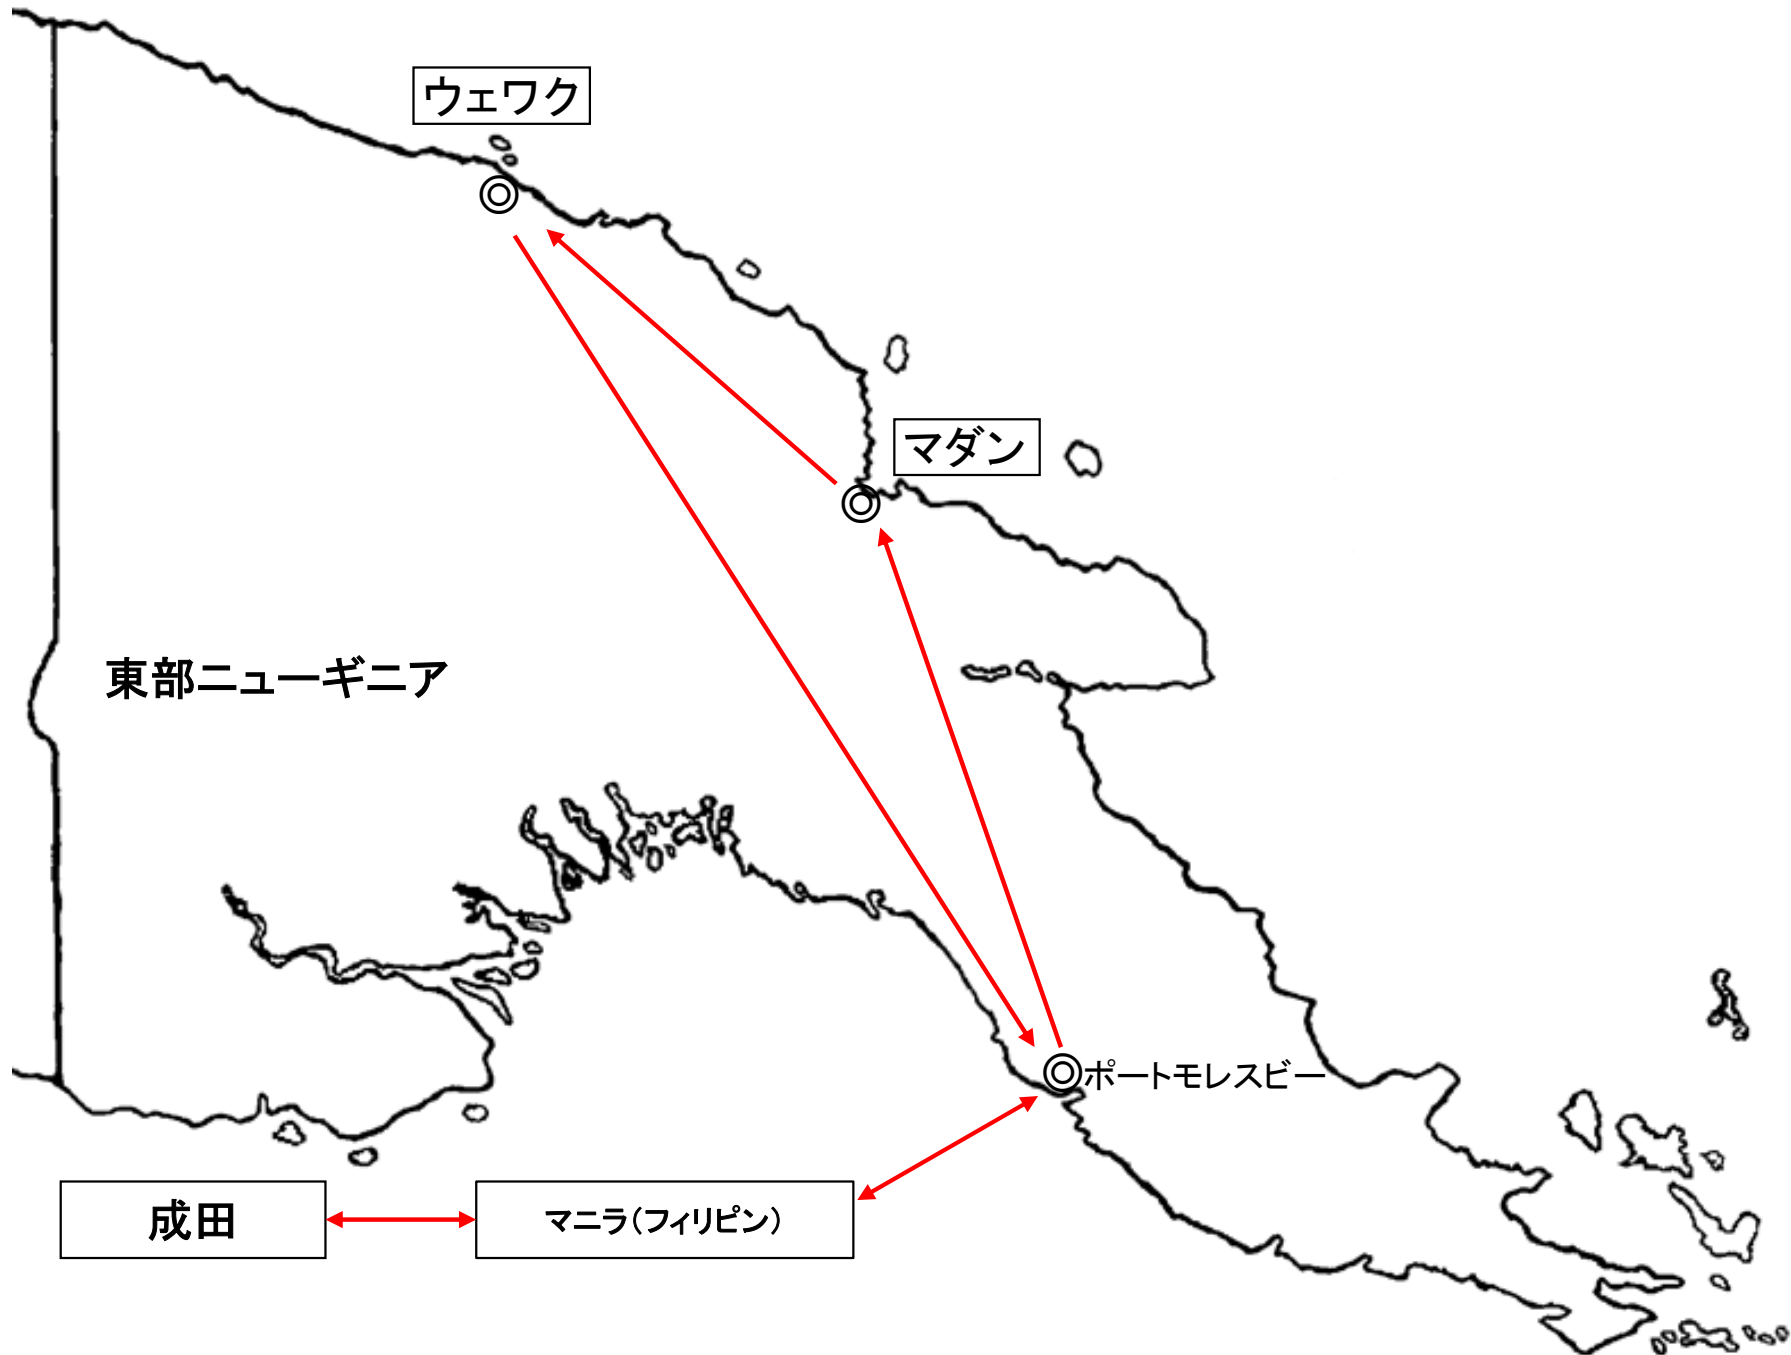 ウェワク
マダン
東部ニューギニア
ポートモレスビー
成田
マニラ（フィリピン）